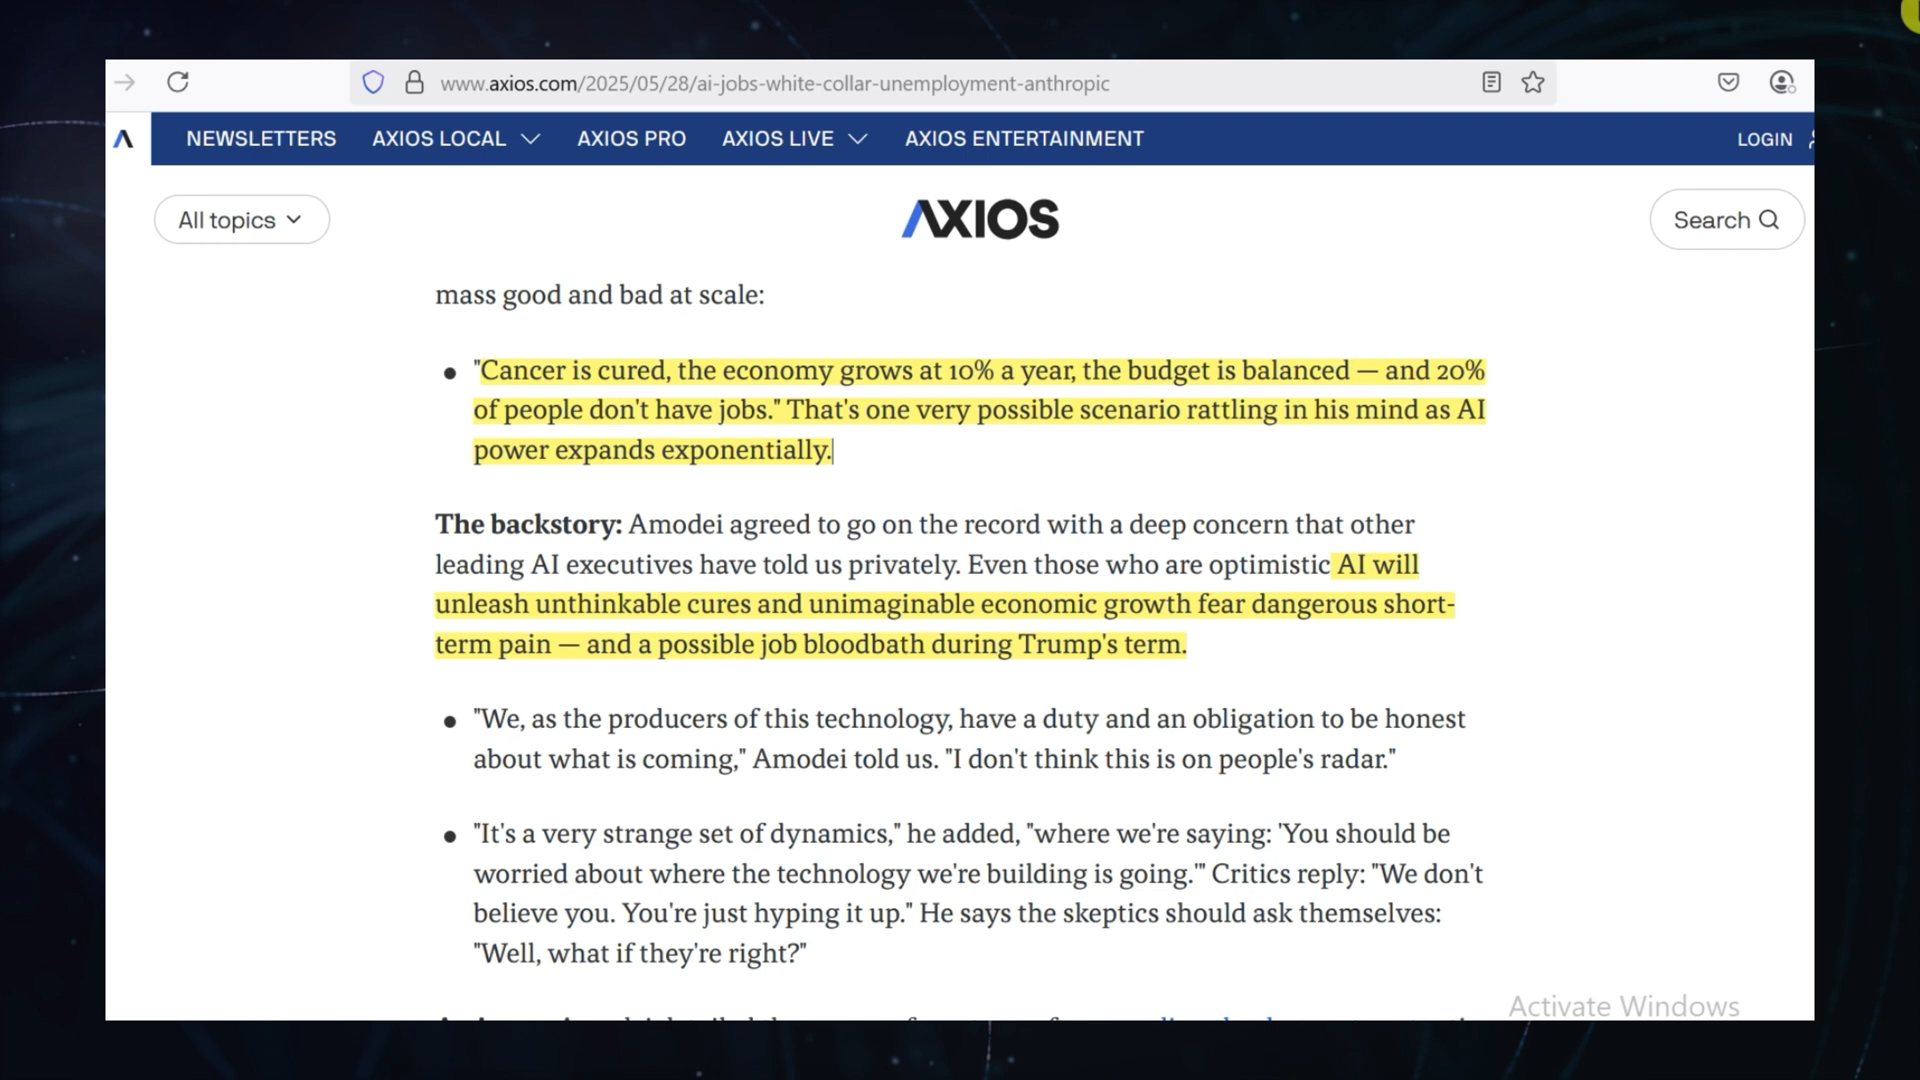 www.axios.com/2025/05/28/ai-jobs-white-collar-unemployment-anthropic
NEWSLETTERS AXIOS LOCAL AXIOS PRO AXIOS LIVE AXIOS ENTERTAINMENT LOGIN
All topics AXIOS Search
mass good and bad at scale:
"Cancer is cured, the economy grows at 10% a year, the budget is balanced — and 20%
of people don't have jobs." That's one very possible scenario rattling in his mind as AI
power expands exponentially.
The backstory: Amodei agreed to go on the record with a deep concern that other
leading AI executives have told us privately. Even those who are optimistic AI will
unleash unthinkable cures and unimaginable economic growth fear dangerous short-
term pain — and a possible job bloodbath during Trump's term.
"We, as the producers of this technology, have a duty and an obligation to be honest
about what is coming," Amodei told us. "I don't think this is on people's radar."
"It's a very strange set of dynamics," he added, "where we're saying: 'You should be
worried about where the technology we're building is going.'" Critics reply: "We don't
believe you. You're just hyping it up." He says the skeptics should ask themselves:
"Well, what if they're right?"
Activate Windows